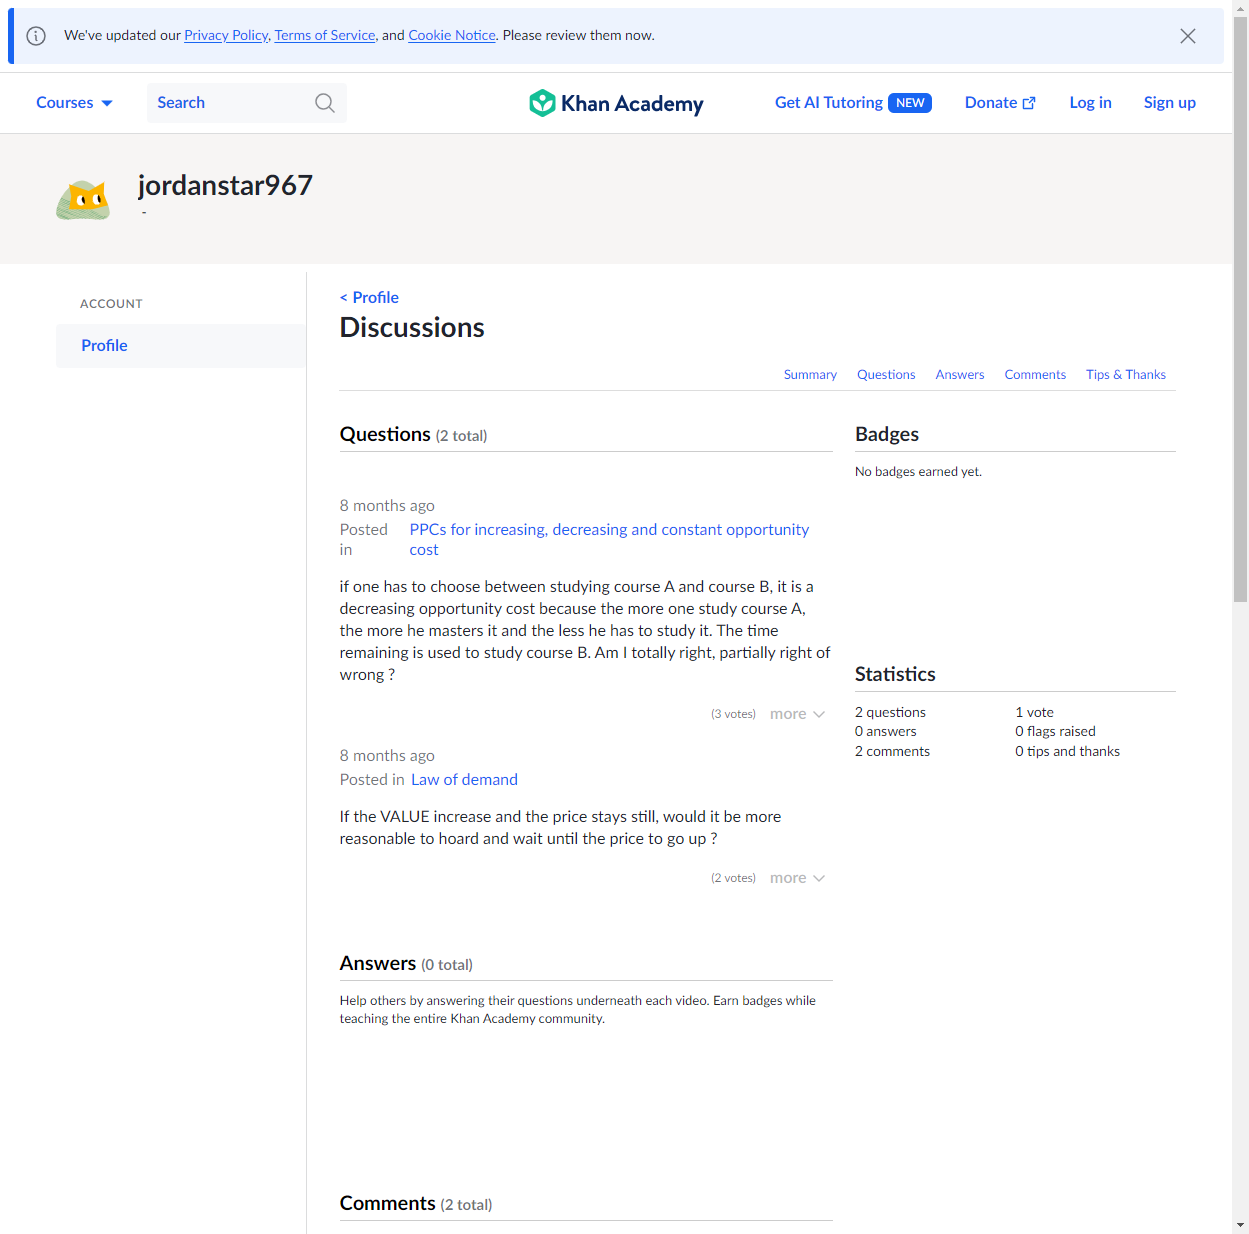 We've updated our Privacy Policy, Terms of Service, and Cookie Notice. Please review them now.
Courses Search Khan Academy Get AI Tutoring NEW Donate Log in Sign up
jordanstar967
-
ACCOUNT
Profile
< Profile
Discussions
Summary Questions Answers Comments Tips & Thanks
Questions (2 total)
8 months ago
Posted in PPCs for increasing, decreasing and constant opportunity cost
if one has to choose between studying course A and course B, it is a
decreasing opportunity cost because the more one study course A,
the more he masters it and the less he has to study it. The time
remaining is used to study course B. Am I totally right, partially right of
wrong ?
(3 votes) more
8 months ago
Posted in Law of demand
If the VALUE increase and the price stays still, would it be more
reasonable to hoard and wait until the price to go up ?
(2 votes) more
Answers (0 total)
Help others by answering their questions underneath each video. Earn badges while
teaching the entire Khan Academy community.
Comments (2 total)
Badges
No badges earned yet.
Statistics
2 questions 1 vote
0 answers 0 flags raised
2 comments 0 tips and thanks